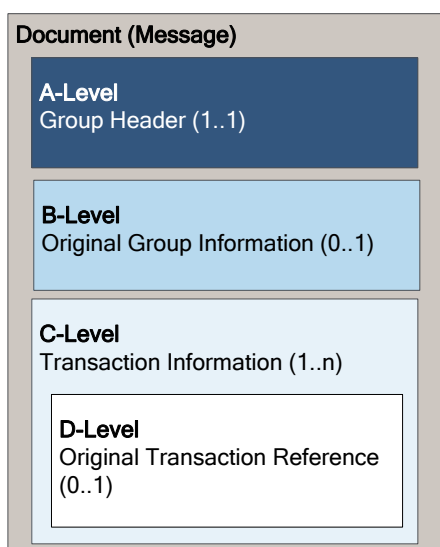 Document (Message)
A-Level
Group Header (1..1)
B-Level
Original Group Information (0..1)
C-Level
Transaction Information (1..n)
D-Level
Original Transaction Reference
(0..1)